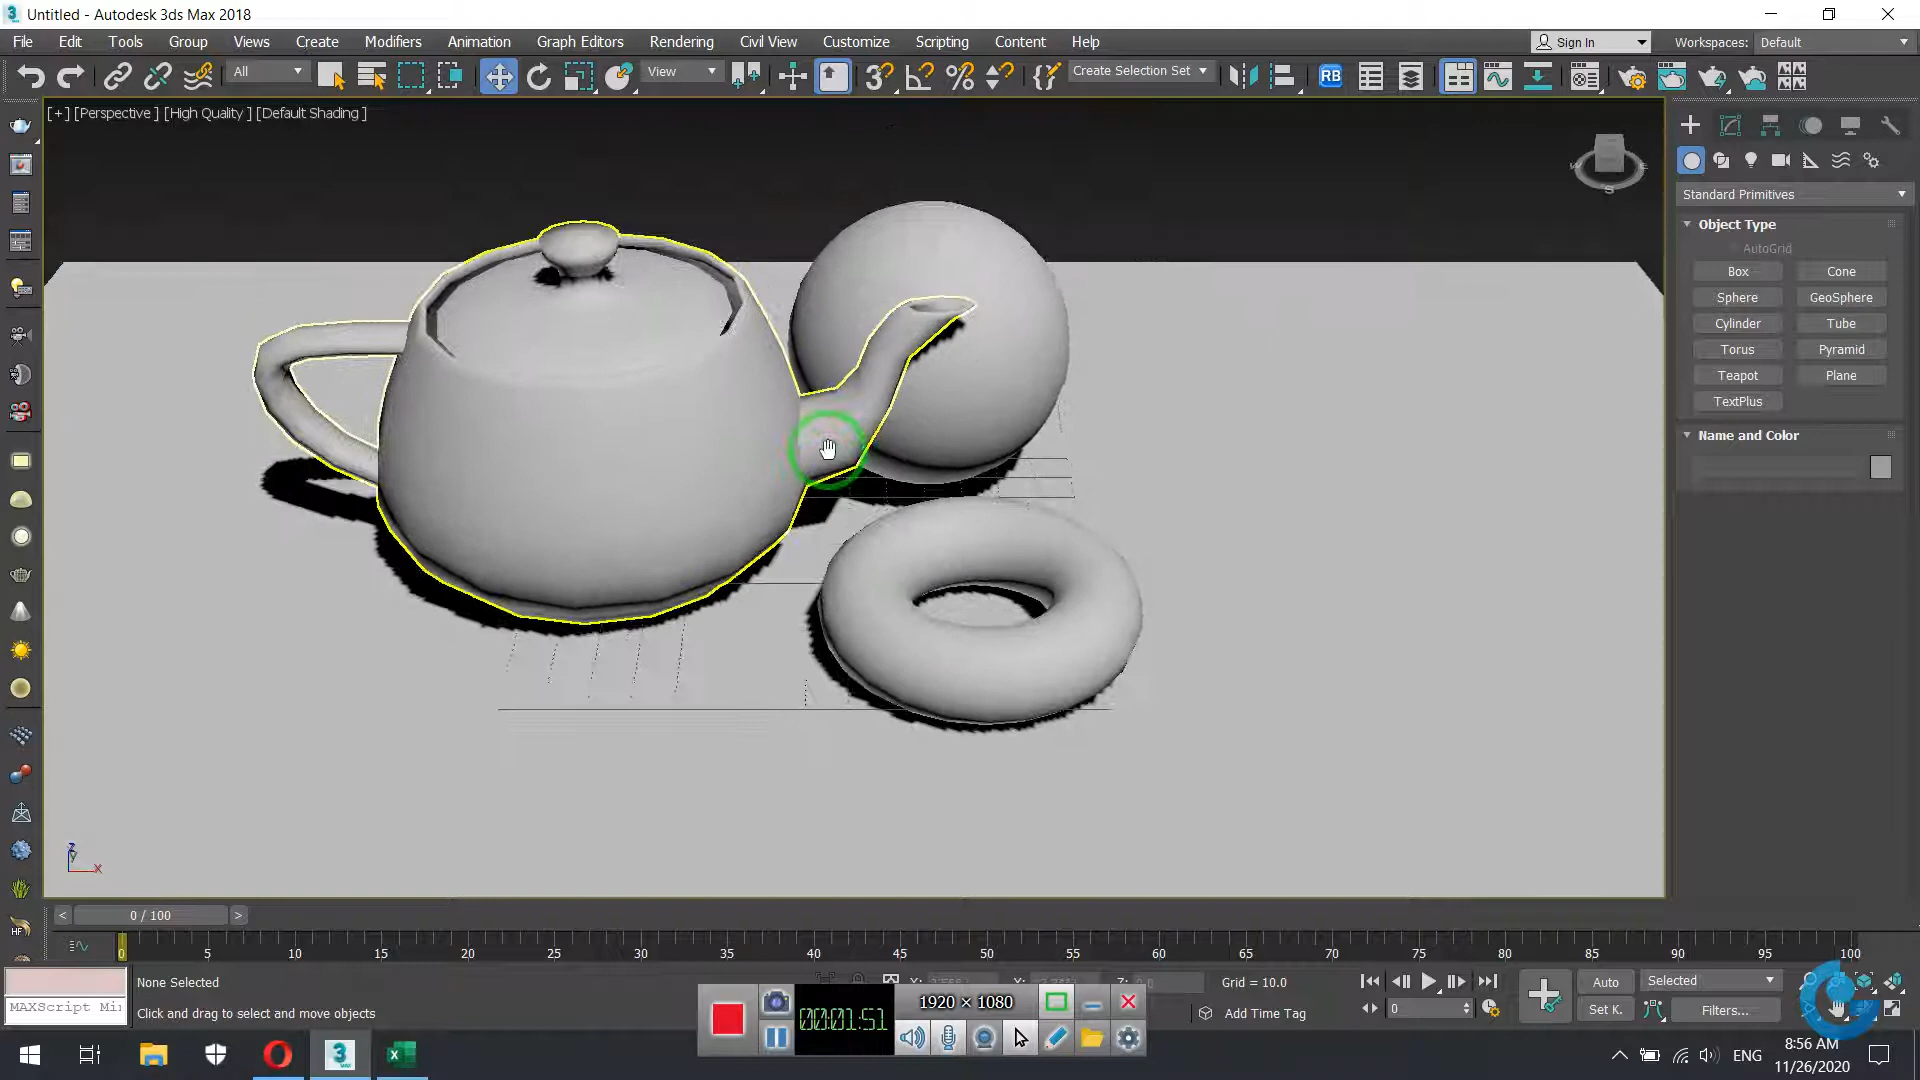 Untitled - Autodesk 3ds Max 2018
File Edit Tools Group Views Create Modifiers Animation Graph Editors Rendering Civil View Customize Scripting Content Help
Sign In Workspaces: Default
All View Create Selection Set RB
[+] [Perspective ] [High Quality ] [Default Shading ]
Standard Primitives
Object Type
AutoGrid
Box Cone
Sphere GeoSphere
Cylinder Tube
Torus Pyramid
Teapot Plane
TextPlus
Name and Color
S
z
y
x
HF
< 0 / 100 >
0 5 10 15 20 25 30 35 40 45 50 55 60 65 70 75 80 85 90 95 100
None Selected
Grid = 10.0
Auto Selected
MAXScript Mi
Click and drag to select and move objects
Add Time Tag
0
Set K. Filters...
1920 × 1080
00:01:51
ENG
8:56 AM
11/26/2020